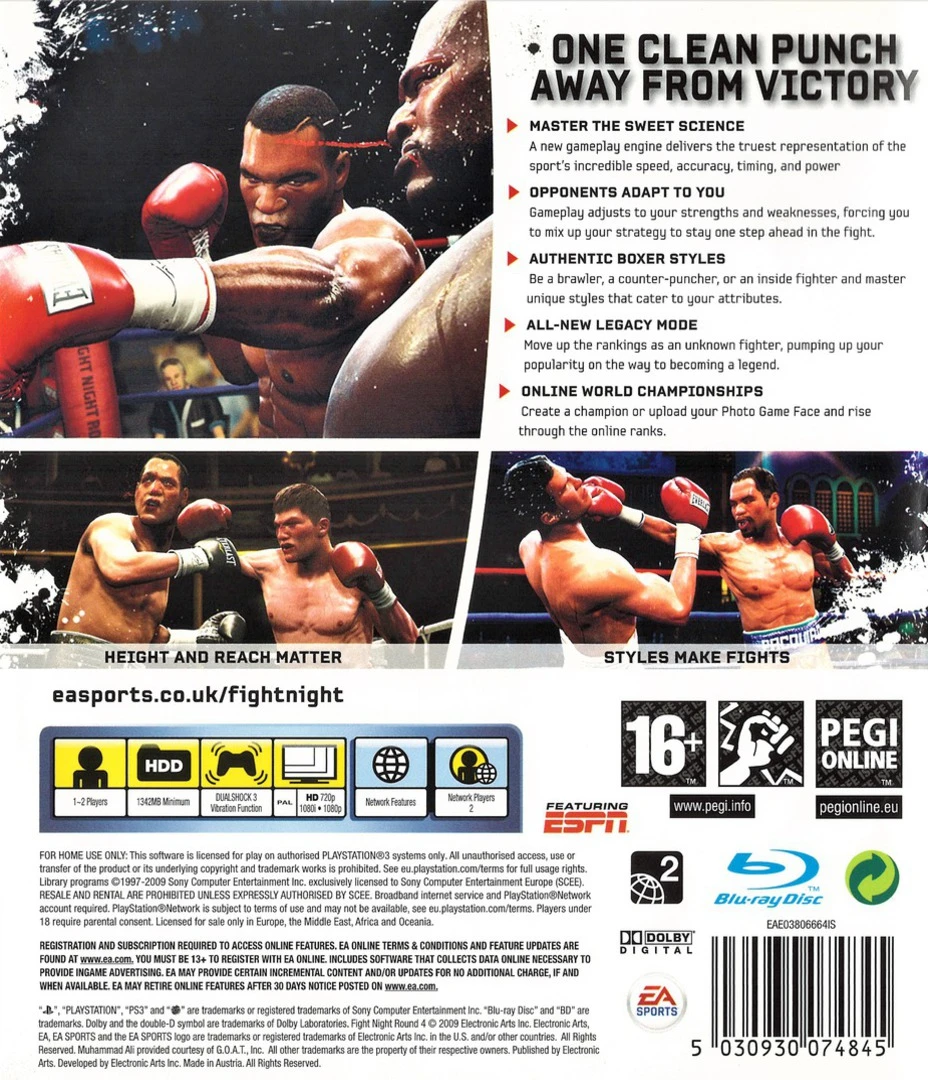 ONE CLEAN PUNCH
AWAY FROM VICTORY
MASTER THE SWEET SCIENCE
A new gameplay engine delivers the truest representation of the
sport's incredible speed, accuracy, timing, and power
OPPONENTS ADAPT TO YOU
Gameplay adjusts to your strengths and weaknesses, forcing you
to mix up your strategy to stay one step ahead in the fight.
AUTHENTIC BOXER STYLES
Be a brawler, a counter-puncher, or an inside fighter and master
unique styles that cater to your attributes.
ALL-NEW LEGACY MODE
Move up the rankings as an unknown fighter, pumping up your
popularity on the way to becoming a legend.
ONLINE WORLD CHAMPIONSHIPS
Create a champion or upload your Photo Game Face and rise
through the online ranks.
GHT NIGHT RO
EVERLAST
EVERLAST
PACQUIA
HEIGHT AND REACH MATTER
STYLES MAKE FIGHTS
easports.co.uk/fightnight
1-2 Players
HDD
1342MB Minimum
DUALSHOCK 3
Vibration Function
PAL
HD 720p
1080i • 1080p
Network Features
Network Players
2
FEATURING
ESPN
16+
TM
TM
PEGI
ONLINE
TM
www.pegi.info
pegionline.eu
FOR HOME USE ONLY: This software is licensed for play on authorised PLAYSTATION®3 systems only. All unauthorised access, use or
transfer of the product or its underlying copyright and trademark works is prohibited. See eu.playstation.com/terms for full usage rights.
Library programs ©1997-2009 Sony Computer Entertainment Inc. exclusively licensed to Sony Computer Entertainment Europe (SCEE).
RESALE AND RENTAL ARE PROHIBITED UNLESS EXPRESSLY AUTHORISED BY SCEE. Broadband internet service and PlayStation®Network
account required. PlayStation®Network is subject to terms of use and may not be available, see eu.playstation.com/terms. Players under
18 require parental consent. Licensed for sale only in Europe, the Middle East, Africa and Oceania.
REGISTRATION AND SUBSCRIPTION REQUIRED TO ACCESS ONLINE FEATURES. EA ONLINE TERMS & CONDITIONS AND FEATURE UPDATES ARE
FOUND AT www.ea.com. YOU MUST BE 13+ TO REGISTER WITH EA ONLINE. INCLUDES SOFTWARE THAT COLLECTS DATA ONLINE NECESSARY TO
PROVIDE INGAME ADVERTISING. EA MAY PROVIDE CERTAIN INCREMENTAL CONTENT AND/OR UPDATES FOR NO ADDITIONAL CHARGE, IF AND
WHEN AVAILABLE. EA MAY RETIRE ONLINE FEATURES AFTER 30 DAYS NOTICE POSTED ON www.ea.com.
" ", "PLAYSTATION", "PS3" and " " are trademarks or registered trademarks of Sony Computer Entertainment Inc. "Blu-ray Disc" and "BD" are
trademarks. Dolby and the double-D symbol are trademarks of Dolby Laboratories. Fight Night Round 4 © 2009 Electronic Arts Inc. Electronic Arts,
EA, EA SPORTS and the EA SPORTS logo are trademarks or registered trademarks of Electronic Arts Inc. in the U.S. and/or other countries. All Rights
Reserved. Muhammad Ali provided courtesy of G.O.A.T., Inc. All other trademarks are the property of their respective owners. Published by Electronic
Arts. Developed by Electronic Arts Inc. Made in Austria. All Rights Reserved.
2
Blu-ray Disc
TM
EAE03806664IS
DOLBY
DIGITAL
EA
SPORTS
5 030930 074845